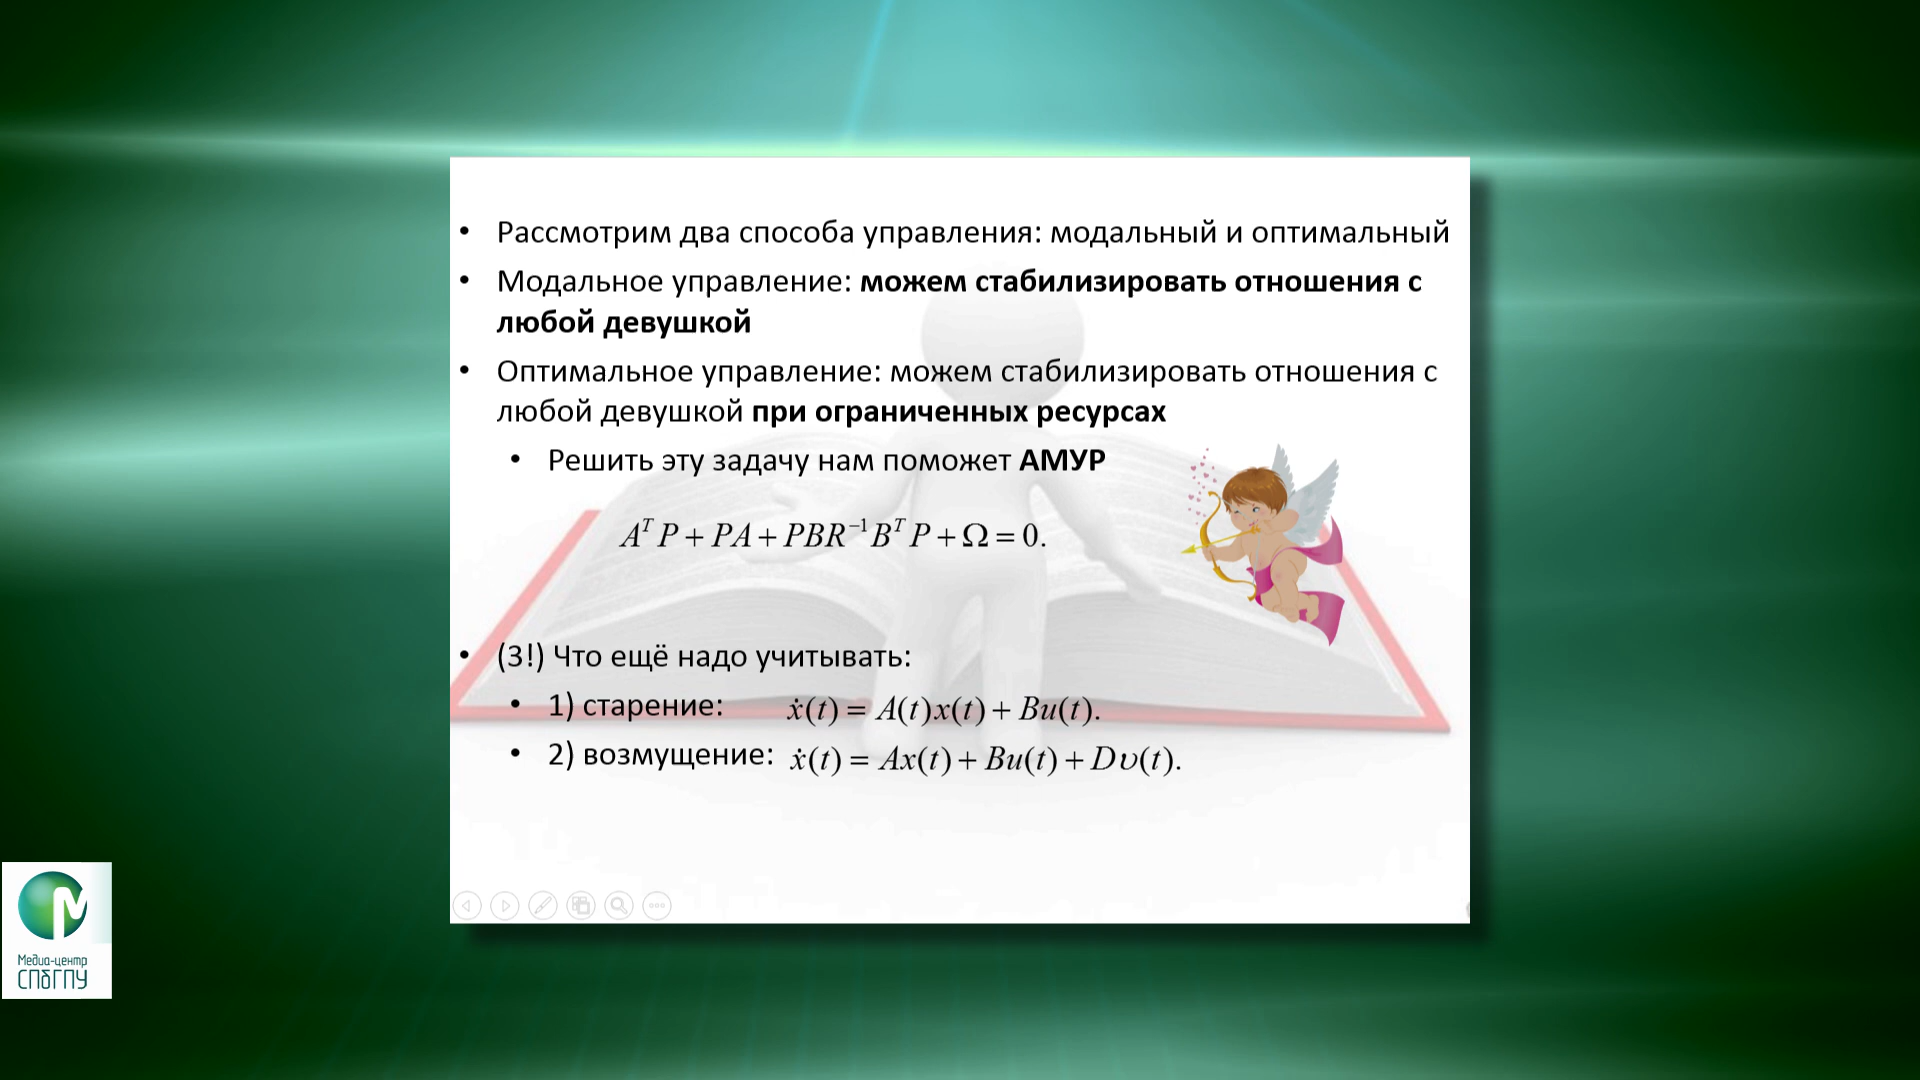 • Рассмотрим два способа управления: модальный и оптимальный
• Модальное управление: можем стабилизировать отношения с
любой девушкой
• Оптимальное управление: можем стабилизировать отношения с
любой девушкой при ограниченных ресурсах
• Решить эту задачу нам поможет АМУР
AᵀP + PA + PBR⁻¹BᵀP + Ω = 0.
• (3!) Что ещё надо учитывать:
• 1) старение: ẋ(t) = A(t)x(t) + Bu(t).
• 2) возмущение: ẋ(t) = Ax(t) + Bu(t) + Dυ(t).
Медиа-центр
СПбГПУ